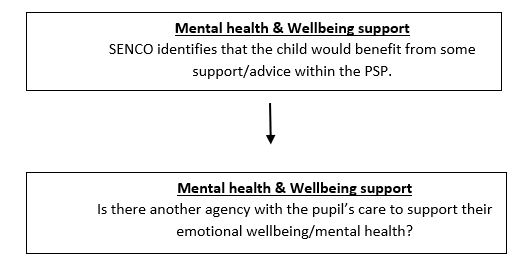 Mental health & Wellbeing support
SENCO identifies that the child would benefit from some
support/advice within the PSP.
Mental health & Wellbeing support
Is there another agency with the pupil’s care to support their
emotional wellbeing/mental health?